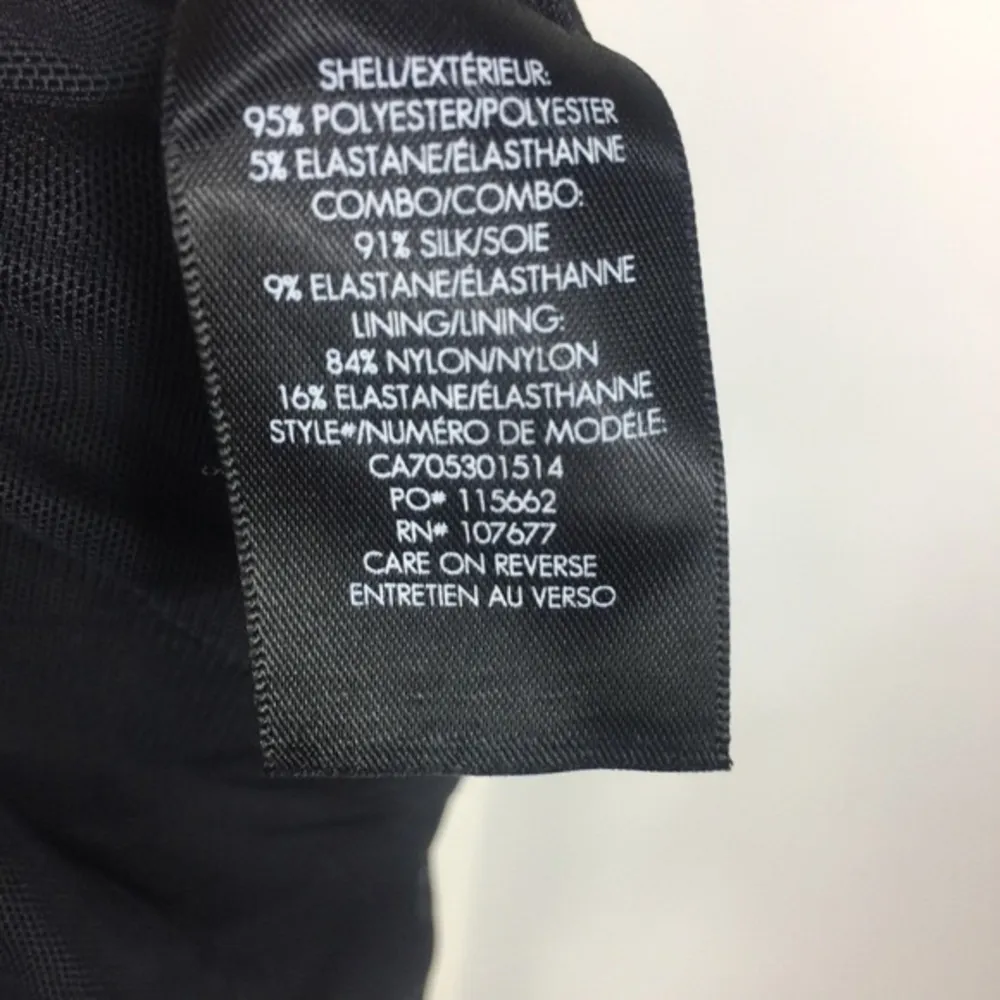 SHELL/EXTÉRIEUR:
95% POLYESTER/POLYESTER
5% ELASTANE/ÉLASTHANNE
COMBO/COMBO:
91% SILK/SOIE
9% ELASTANE/ÉLASTHANNE
LINING/LINING:
84% NYLON/NYLON
16% ELASTANE/ÉLASTHANNE
STYLE#/NUMÉRO DE MODÉLE:
CA705301514
PO# 115662
RN# 107677
CARE ON REVERSE
ENTRETIEN AU VERSO